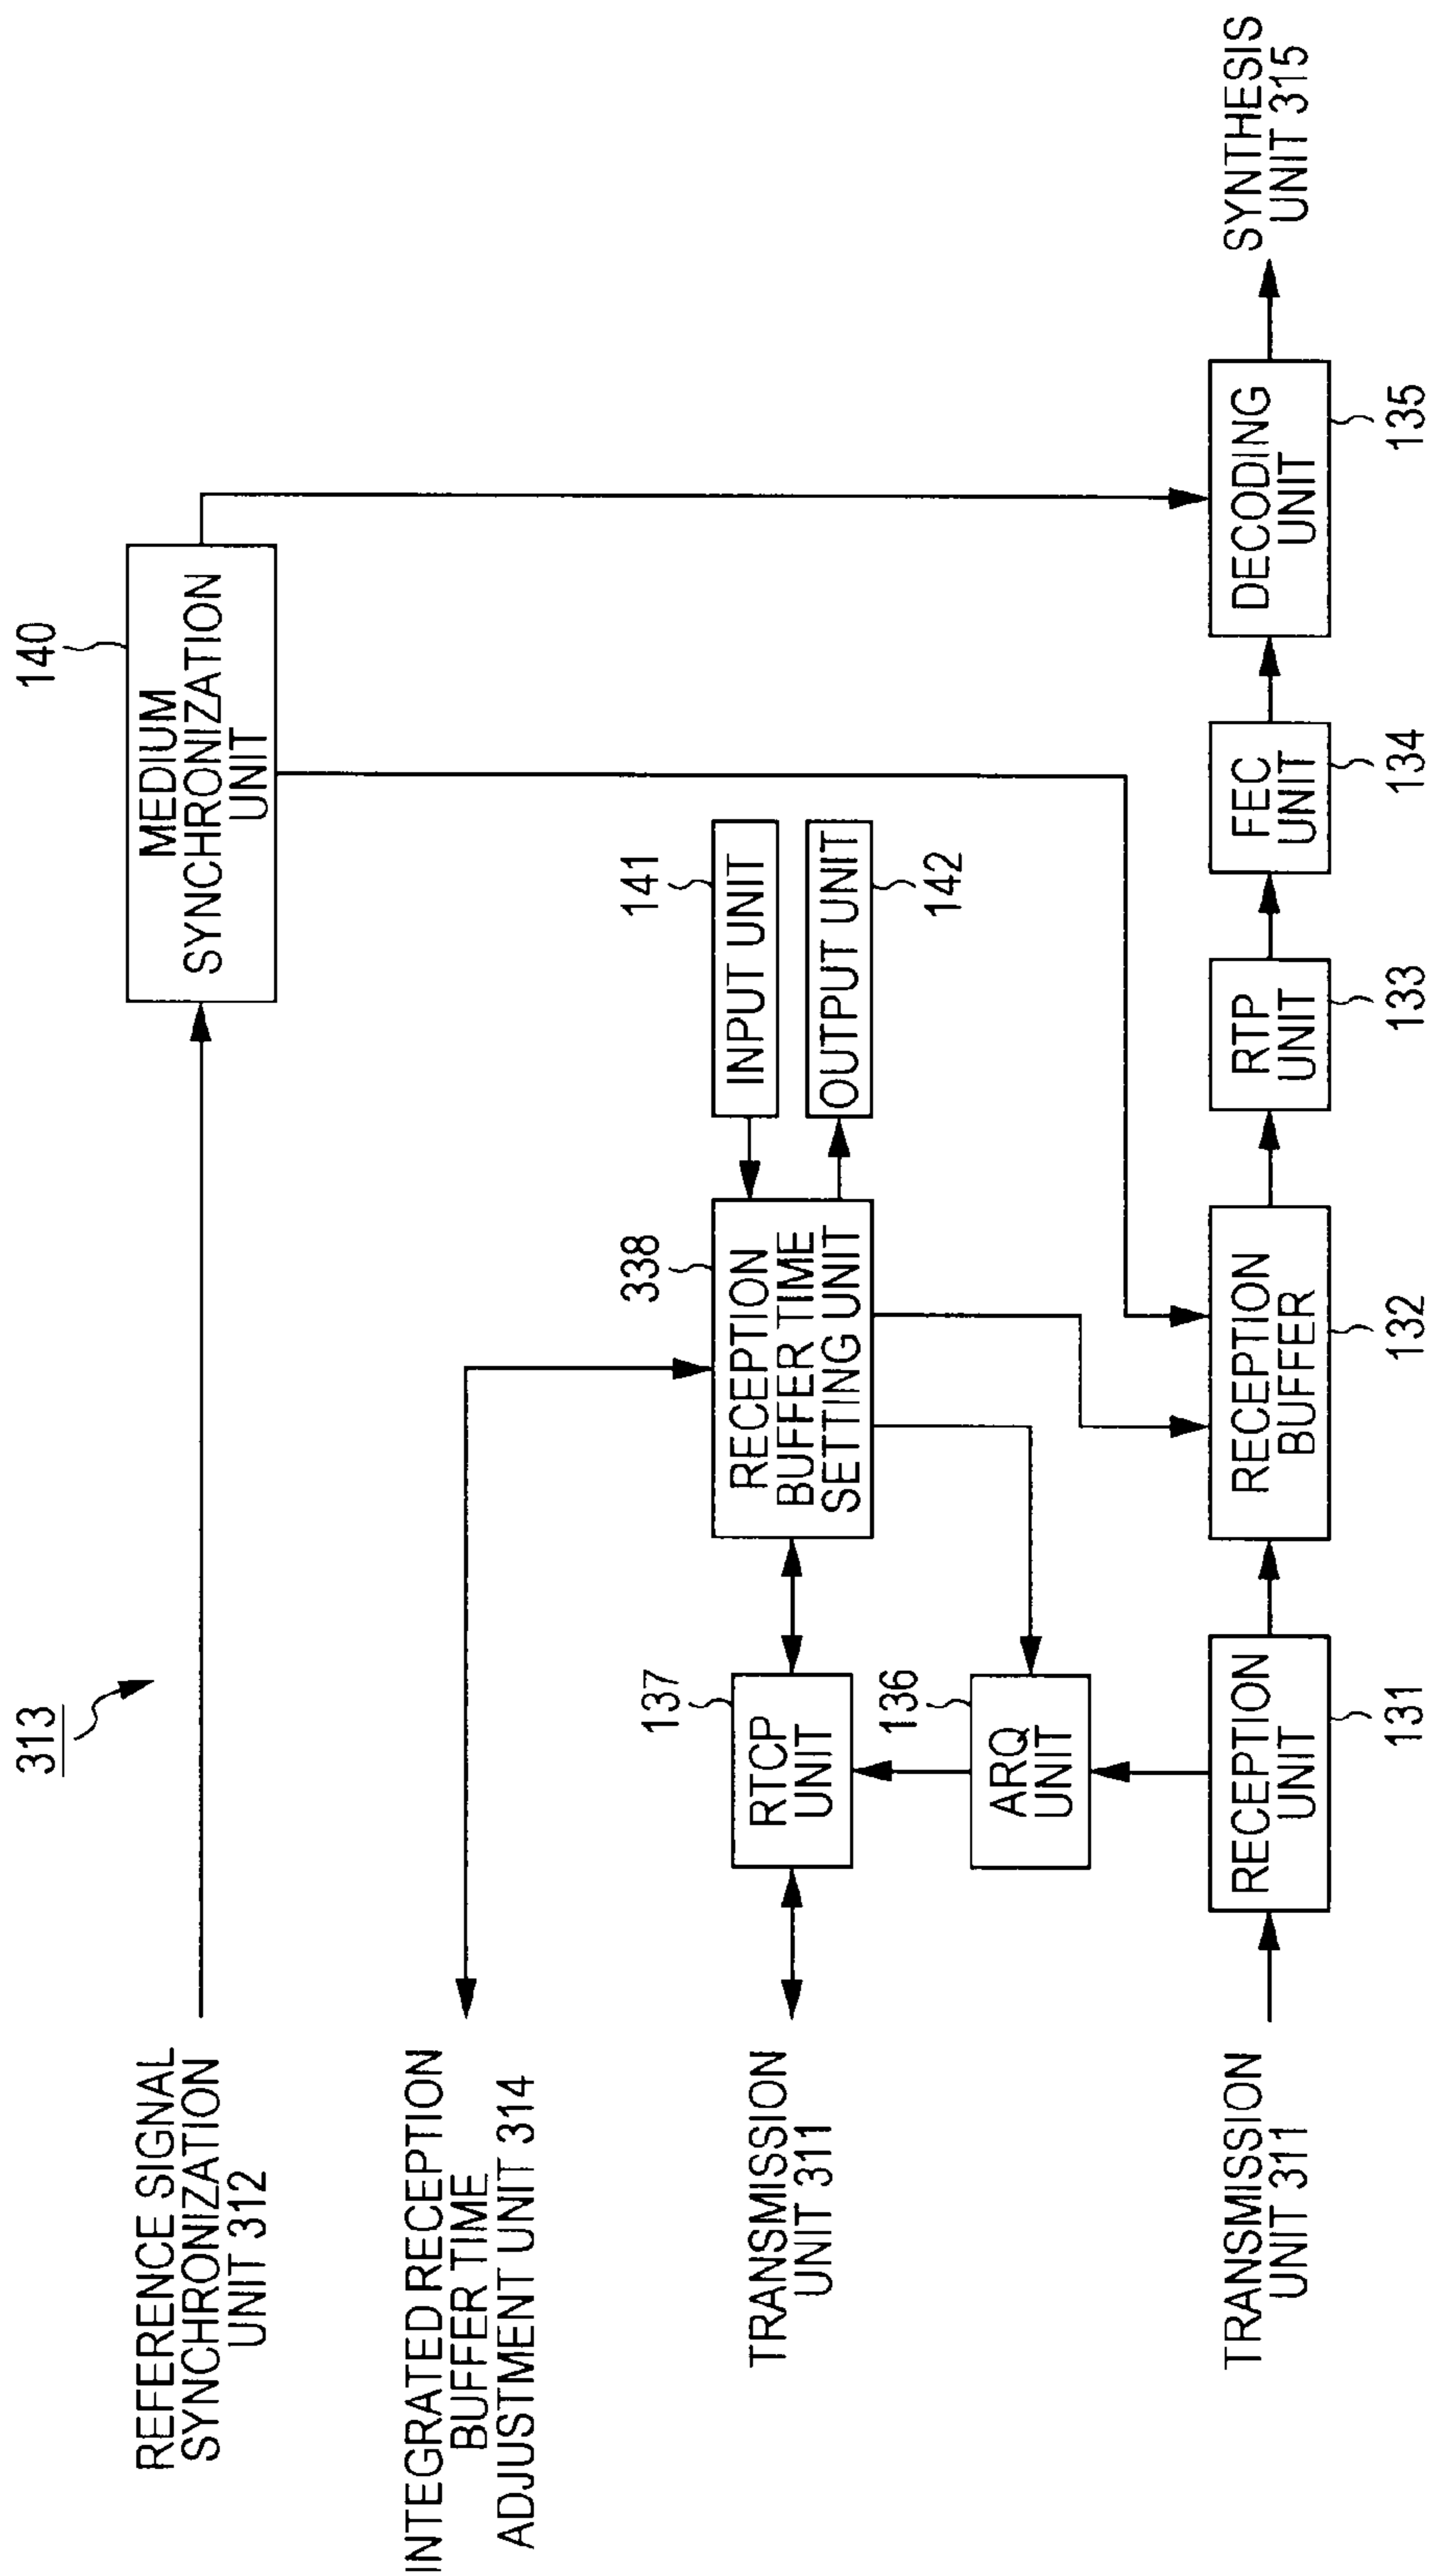 313
REFERENCE SIGNAL
SYNCHRONIZATION
UNIT 312
140
MEDIUM
SYNCHRONIZATION
UNIT
INTEGRATED RECEPTION
BUFFER TIME
ADJUSTMENT UNIT 314
TRANSMISSION
UNIT 311
137
RTCP
UNIT
338
RECEPTION
BUFFER TIME
SETTING UNIT
141
INPUT UNIT
OUTPUT UNIT
142
136
ARQ
UNIT
TRANSMISSION
UNIT 311
RECEPTION
UNIT
131
RECEPTION
BUFFER
132
RTP
UNIT
133
FEC
UNIT
134
DECODING
UNIT
135
SYNTHESIS
UNIT 315